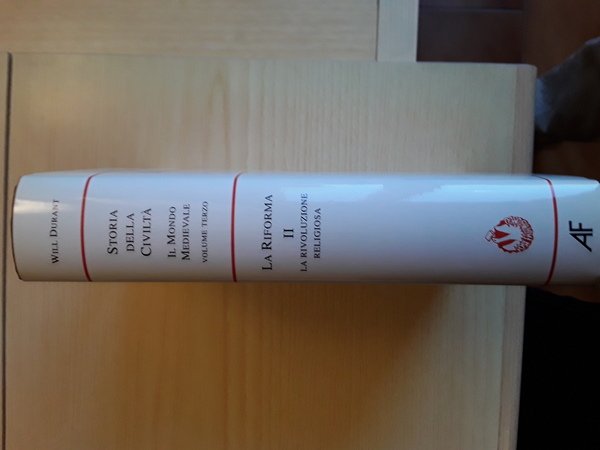 WILL DURANT
STORIA
DELLA
CIVILTÀ
IL MONDO
MEDIEVALE
VOLUME TERZO
LA RIFORMA
II
LA RIVOLUZIONE
RELIGIOSA
AF